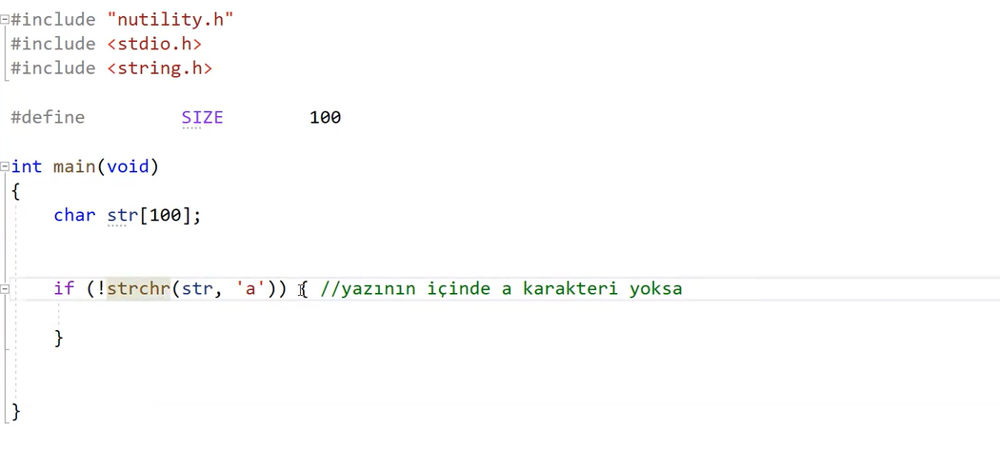 #include "nutility.h"
#include <stdio.h>
#include <string.h>
#define SIZE 100
int main(void)
{
char str[100];
if (!strchr(str, 'a')) { //yazının içinde a karakteri yoksa
}
}